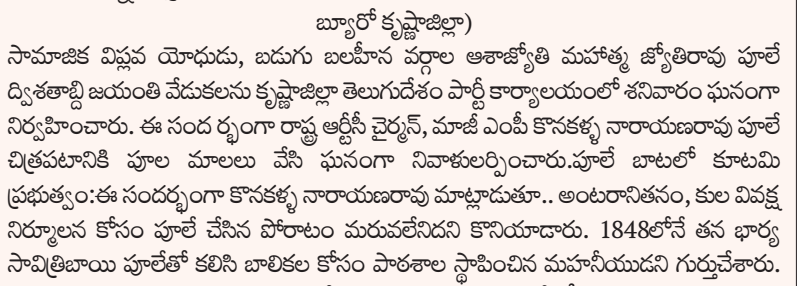 బ్యూరో కృష్ణాజిల్లా)
సామాజిక విప్లవ యోధుడు, బడుగు బలహీన వర్గాల ఆశాజ్యోతి మహాత్మ జ్యోతిరావు పూలే
ద్విశతాబ్ది జయంతి వేడుకలను కృష్ణాజిల్లా తెలుగుదేశం పార్టీ కార్యాలయంలో శనివారం ఘనంగా
నిర్వహించారు. ఈ సంద ర్భంగా రాష్ట్ర ఆర్టీసీ చైర్మన్, మాజీ ఎంపీ కొనకళ్ళ నారాయణరావు పూలే
చిత్రపటానికి పూల మాలలు వేసి ఘనంగా నివాళులర్పించారు.పూలే బాటలో కూటమి
ప్రభుత్వం:ఈ సందర్భంగా కొనకళ్ళ నారాయణరావు మాట్లాడుతూ.. అంటరానితనం, కుల వివక్ష
నిర్మూలన కోసం పూలే చేసిన పోరాటం మరువలేనిదని కొనియాడారు. 1848లోనే తన భార్య
సావిత్రిబాయి పూలేతో కలిసి బాలికల కోసం పాఠశాల స్థాపించిన మహనీయుడని గుర్తుచేశారు.